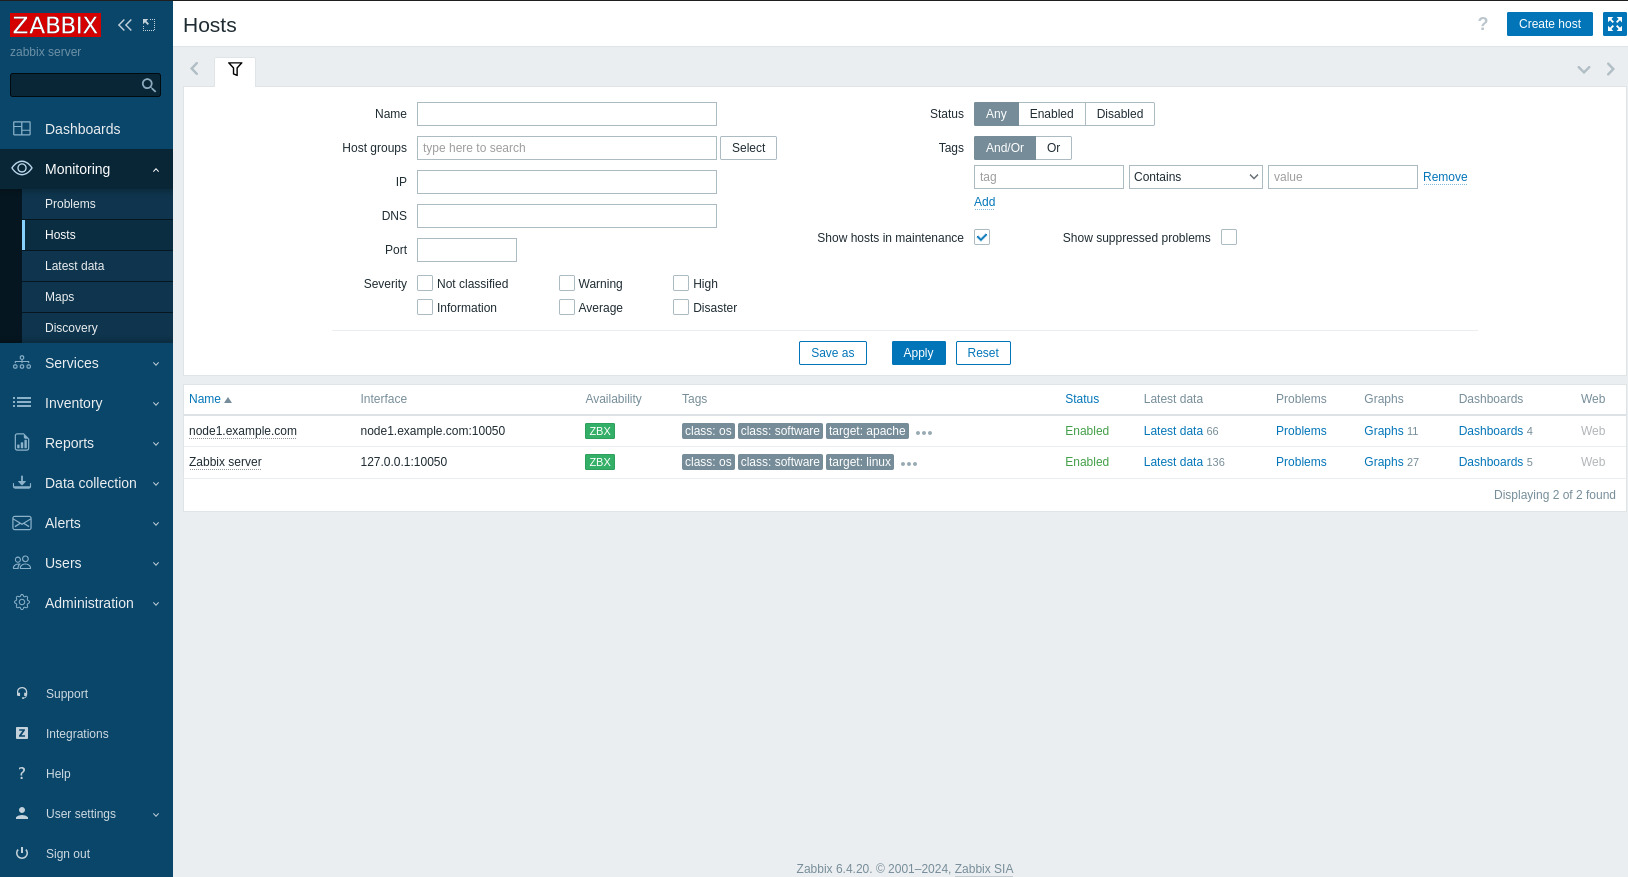 ZABBIX
zabbix server
Dashboards
Monitoring
Problems
Hosts
Latest data
Maps
Discovery
Services
Inventory
Reports
Data collection
Alerts
Users
Administration
Support
Integrations
Help
User settings
Sign out
Hosts
? Create host
Name
Host groups type here to search Select
IP
DNS
Port
Severity Not classified Warning High
Information Average Disaster
Status Any Enabled Disabled
Tags And/Or Or
tag Contains value Remove
Add
Show hosts in maintenance Show suppressed problems
Save as Apply Reset
Name Interface Availability Tags Status Latest data Problems Graphs Dashboards Web
node1.example.com node1.example.com:10050 ZBX class: os class: software target: apache Enabled Latest data 66 Problems Graphs 11 Dashboards 4 Web
Zabbix server 127.0.0.1:10050 ZBX class: os class: software target: linux Enabled Latest data 136 Problems Graphs 27 Dashboards 5 Web
Displaying 2 of 2 found
Zabbix 6.4.20. © 2001–2024, Zabbix SIA